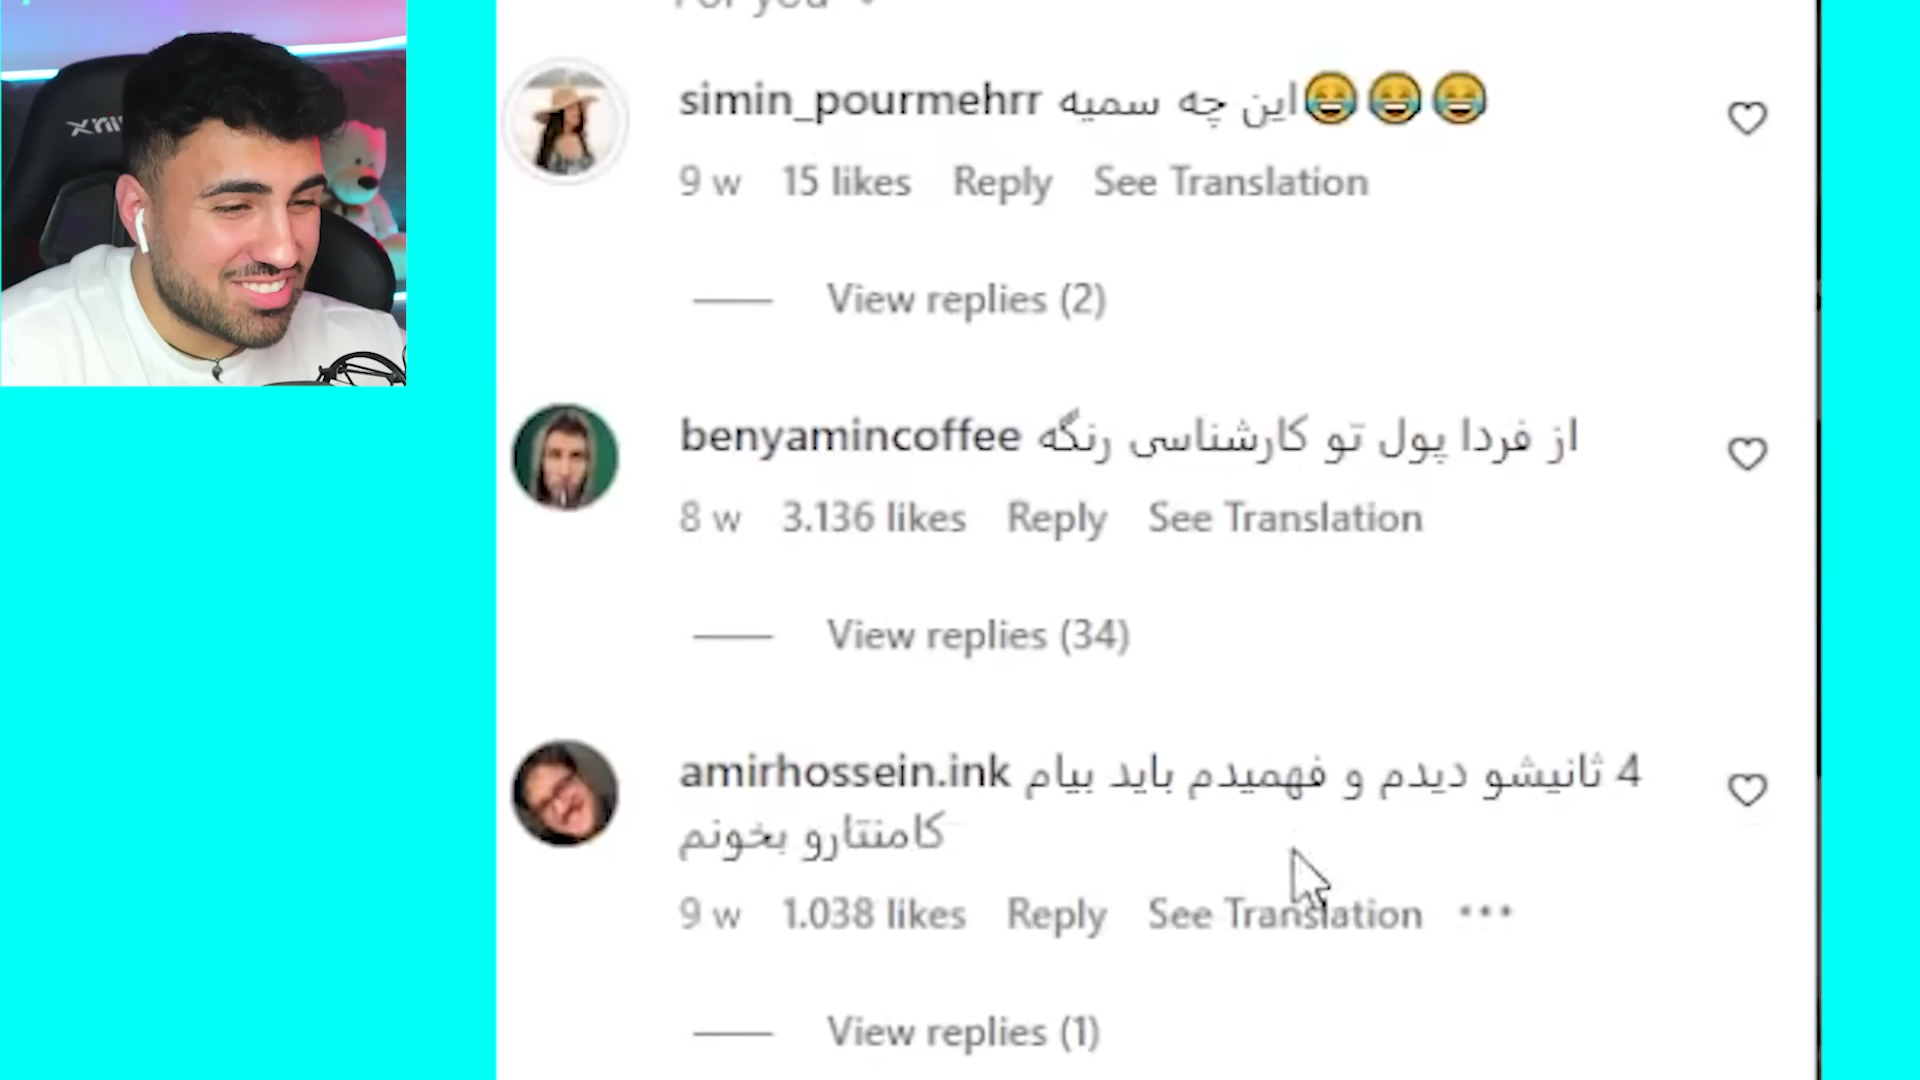 simin_pourmehrr این چه سمیه😂😂😂
9 w 15 likes Reply See Translation
View replies (2)
benyamincoffee از فردا پول تو کارشناسی رنگه
8 w 3.136 likes Reply See Translation
View replies (34)
amirhossein.ink 4 ثانیشو دیدم و فهمیدم باید بیام
کامنتارو بخونم
9 w 1.038 likes Reply See Translation •••
View replies (1)